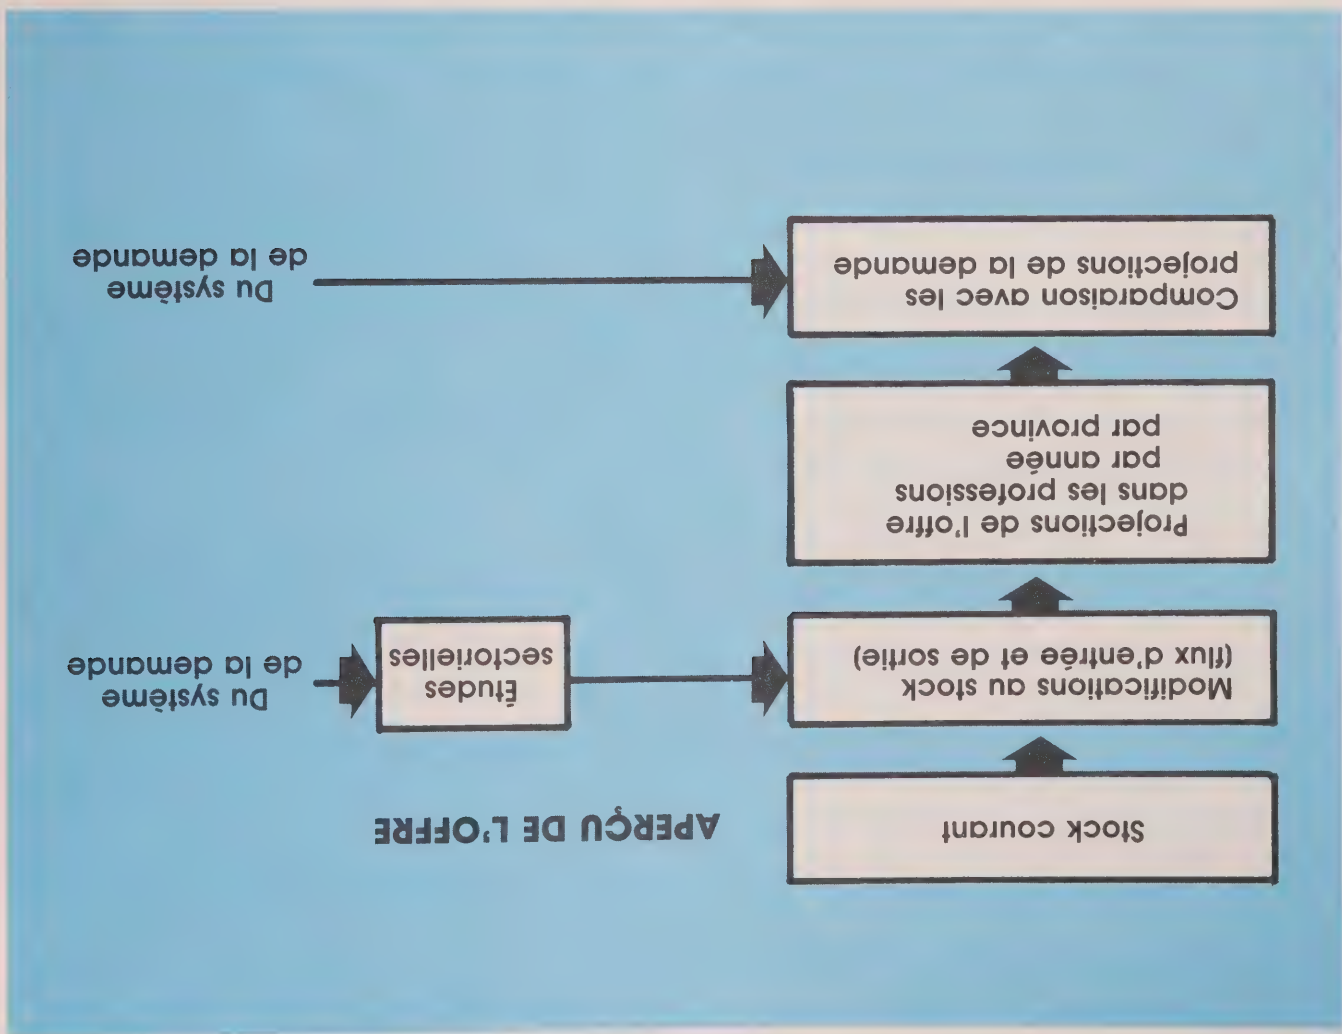 Stock courant
APERÇU DE L'OFFRE
Modifications au stock
(flux d'entrée et de sortie)
Études
sectorielles
Du système
de la demande
Projections de l'offre
dans les professions
par année
par province
Comparaison avec les
projections de la demande
Du système
de la demande